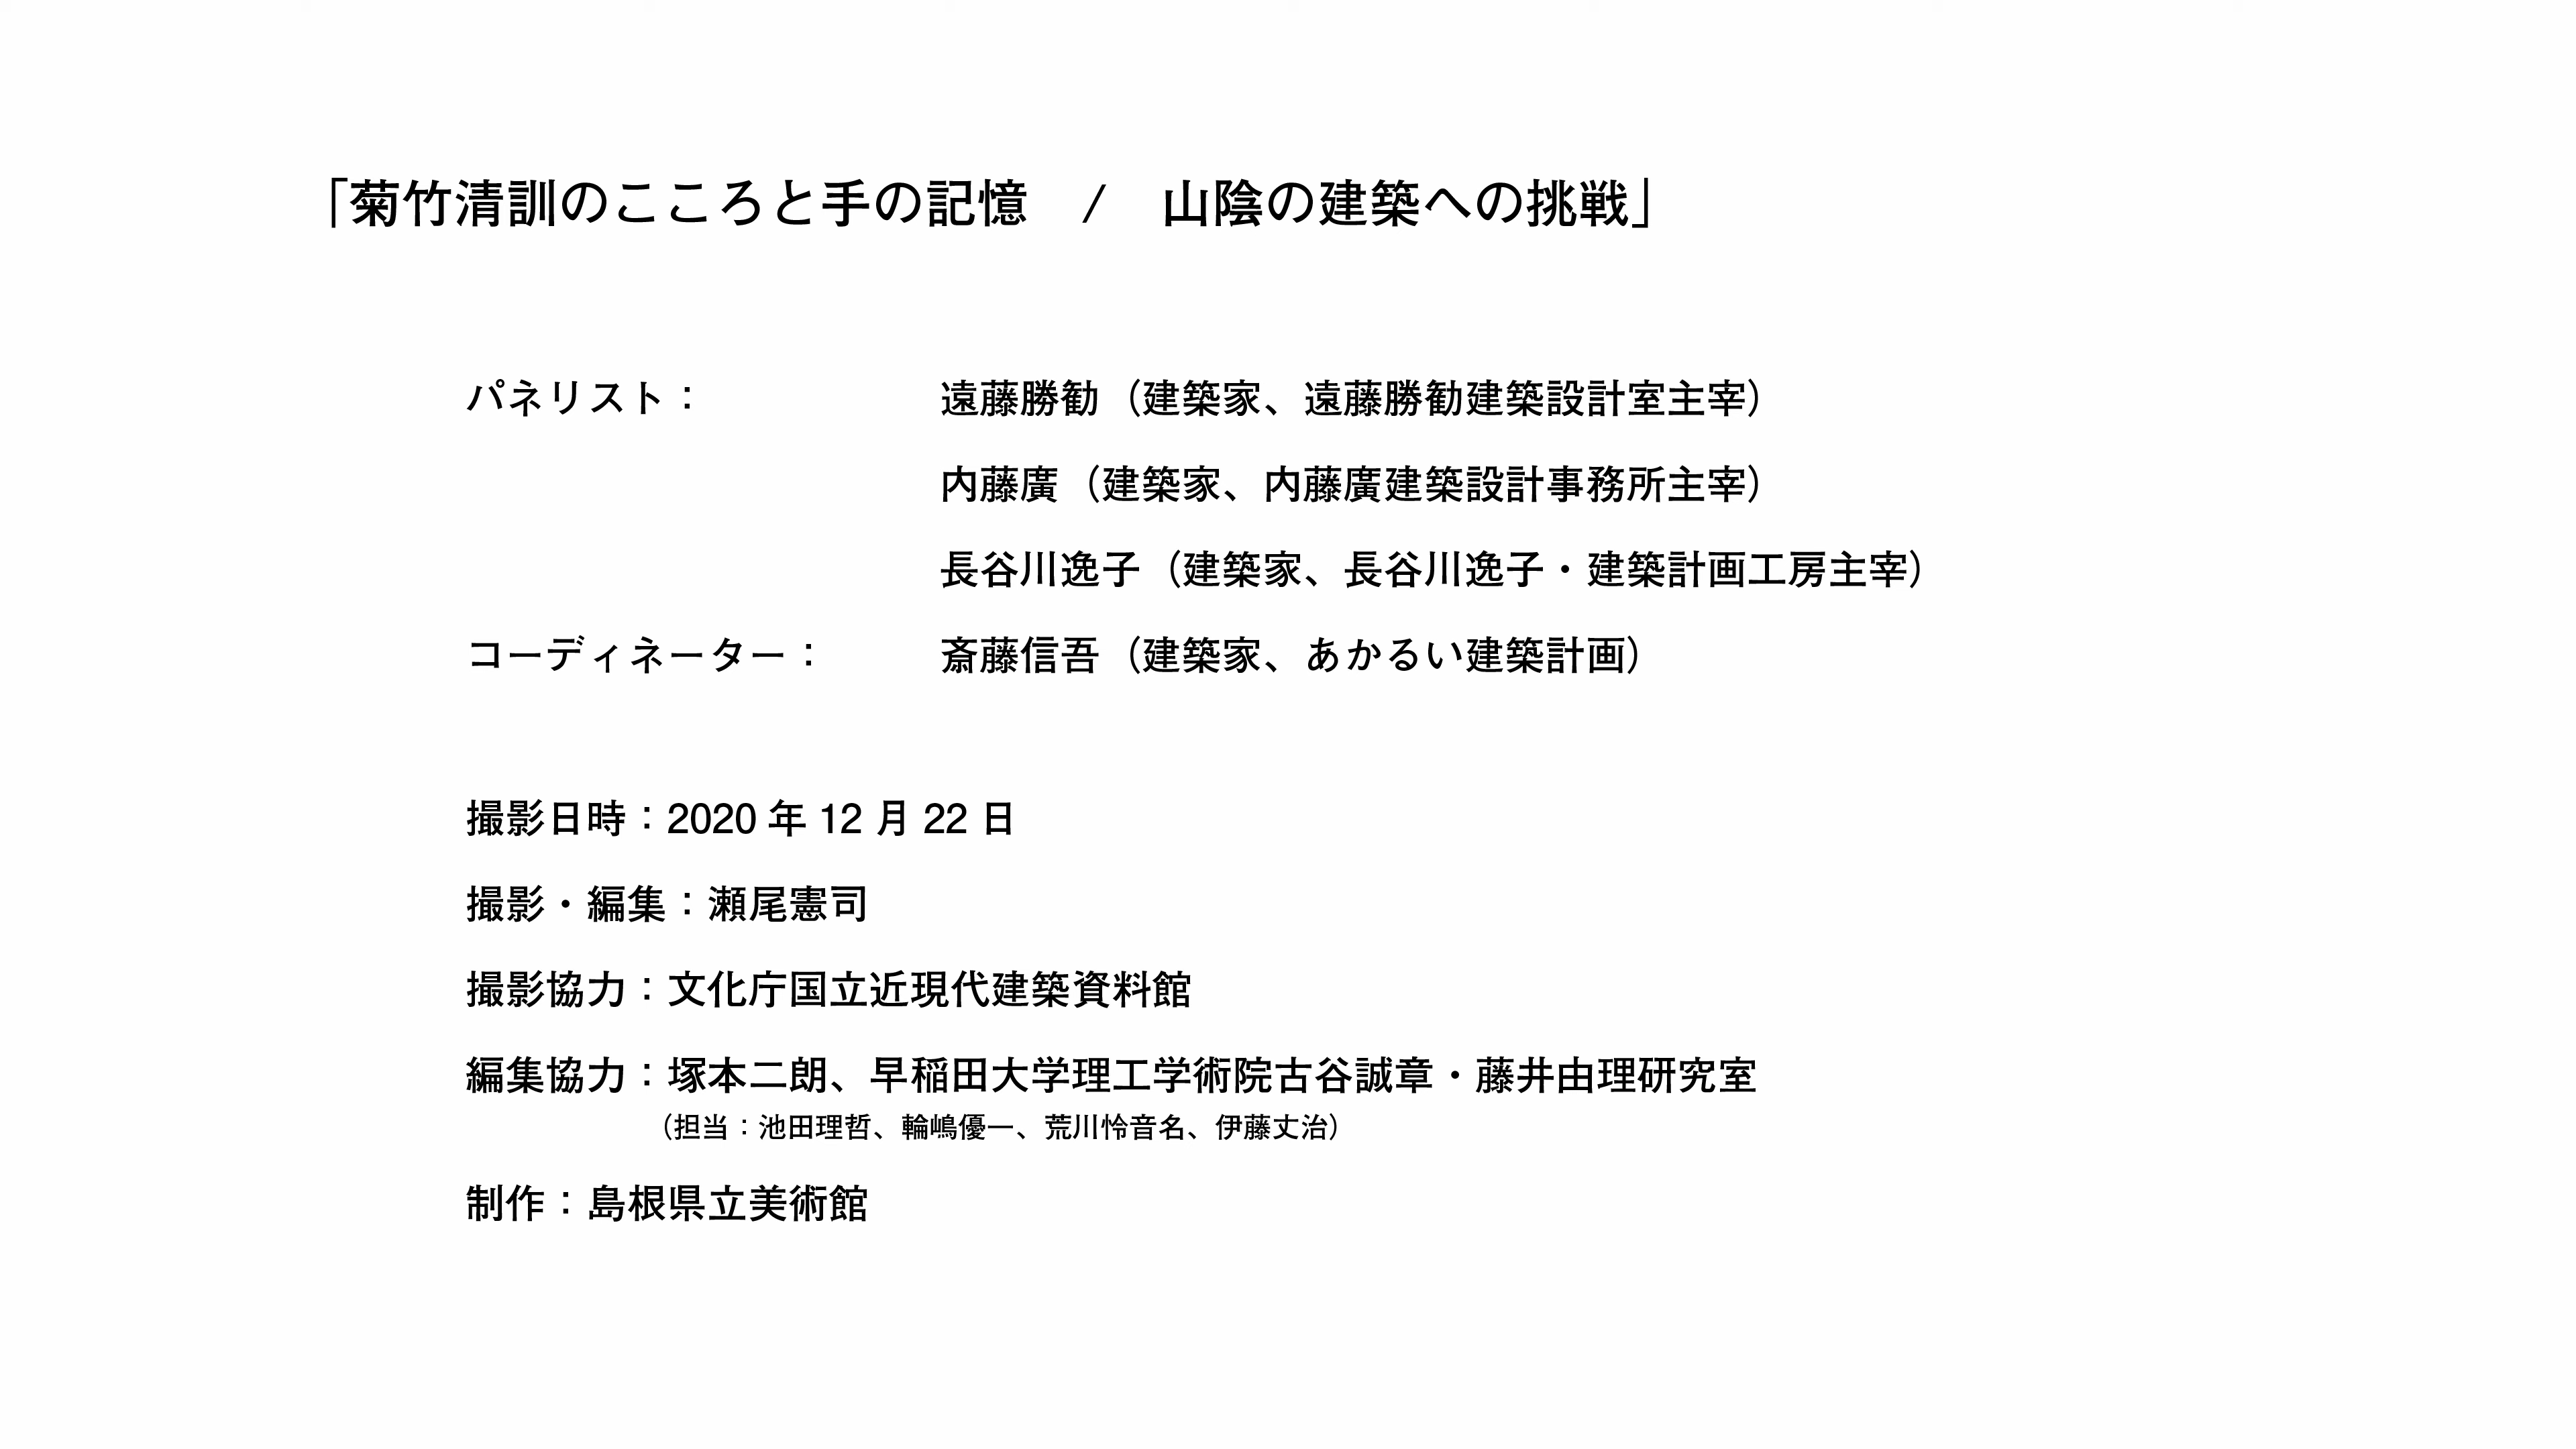 「菊竹清訓のこころと手の記憶　/　山陰の建築への挑戦」
パネリスト：　遠藤勝勧（建築家、遠藤勝勧建築設計室主宰）
内藤廣（建築家、内藤廣建築設計事務所主宰）
長谷川逸子（建築家、長谷川逸子・建築計画工房主宰）
コーディネーター：　斎藤信吾（建築家、あかるい建築計画）
撮影日時：2020 年 12 月 22 日
撮影・編集：瀬尾憲司
撮影協力：文化庁国立近現代建築資料館
編集協力：塚本二朗、早稲田大学理工学術院古谷誠章・藤井由理研究室
（担当：池田理哲、輪嶋優一、荒川怜音名、伊藤丈治）
制作：島根県立美術館